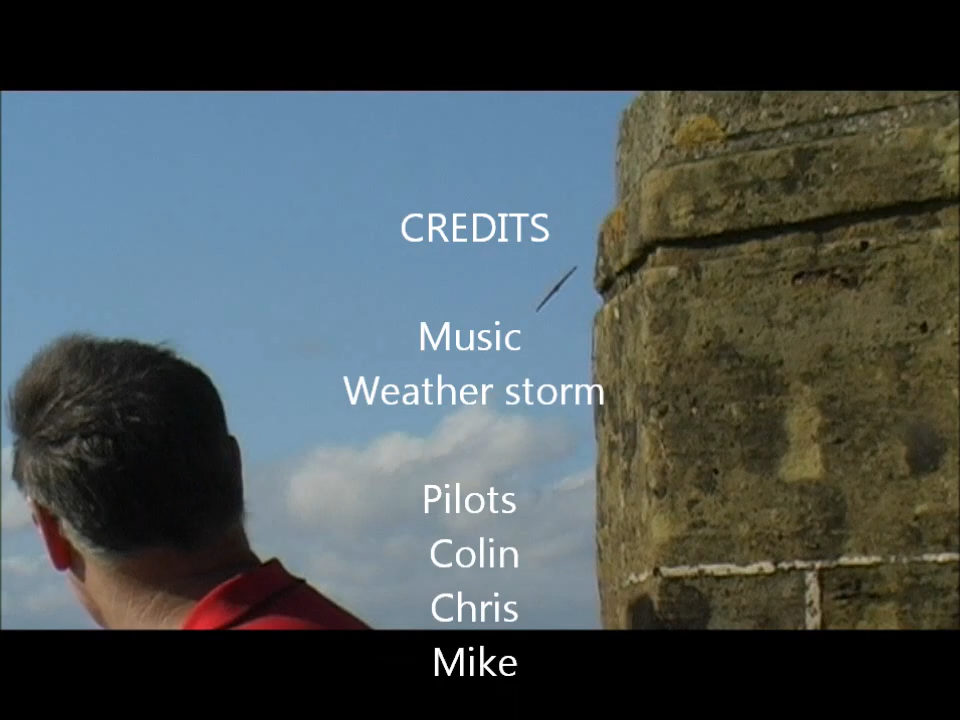 CREDITS
Music
Weather storm
Pilots
Colin
Chris
Mike